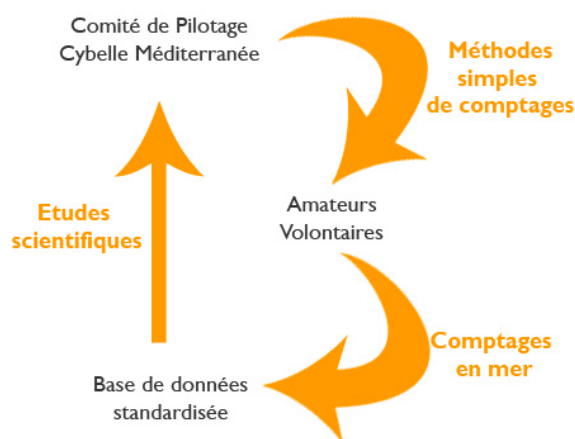 Comité de Pilotage
Cybelle Méditerranée
Méthodes
simples
de comptages
Amateurs
Volontaires
Etudes
scientifiques
Comptages
en mer
Base de données
standardisée